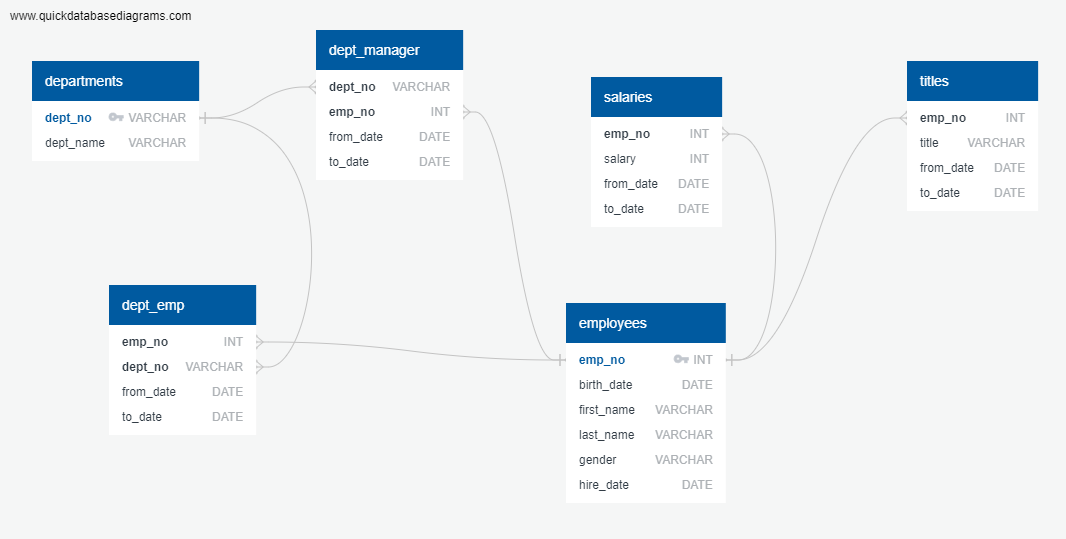 www.quickdatabasediagrams.com
departments
dept_no VARCHAR
dept_name VARCHAR
dept_manager
dept_no VARCHAR
emp_no INT
from_date DATE
to_date DATE
salaries
emp_no INT
salary INT
from_date DATE
to_date DATE
titles
emp_no INT
title VARCHAR
from_date DATE
to_date DATE
dept_emp
emp_no INT
dept_no VARCHAR
from_date DATE
to_date DATE
employees
emp_no INT
birth_date DATE
first_name VARCHAR
last_name VARCHAR
gender VARCHAR
hire_date DATE